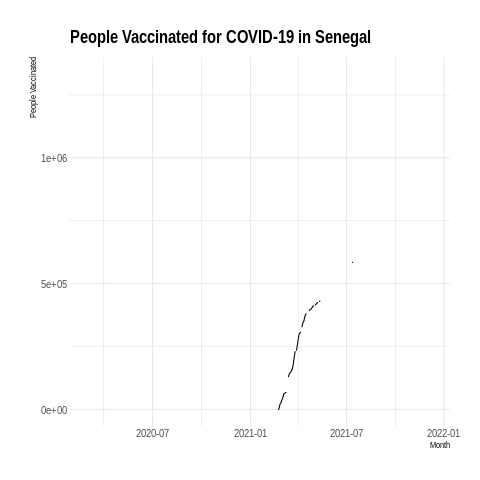 People Vaccinated for COVID-19 in Senegal
People Vaccinated
1e+06
5e+05
0e+00
2020-07 2021-01 2021-07 2022-01
Month